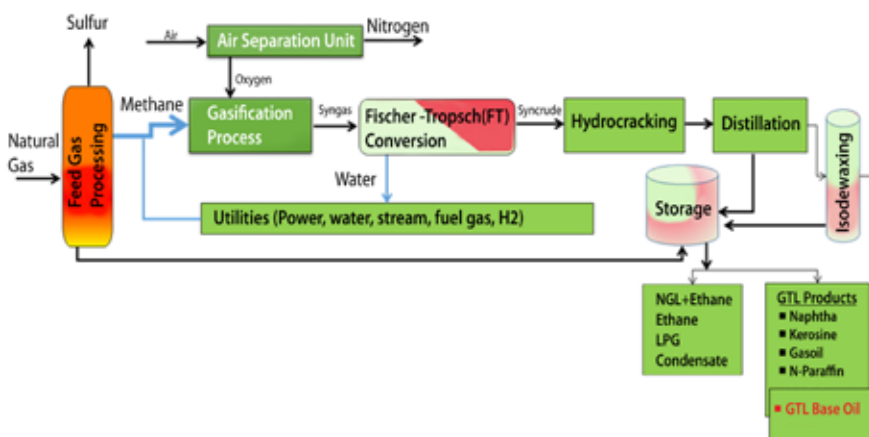 Sulfur
Air
Air Separation Unit
Nitrogen
Oxygen
Methane
Natural
Gas
Feed Gas
Processing
Gasification
Process
Syngas
Fischer -Tropsch(FT)
Conversion
Syncrude
Hydrocracking
Distillation
Isodewaxing
Water
Utilities (Power, water, stream, fuel gas, H2)
Storage
NGL+Ethane
Ethane
LPG
Condensate
GTL Products
■ Naphtha
■ Kerosine
■ Gasoil
■ N-Paraffin
■ GTL Base Oil